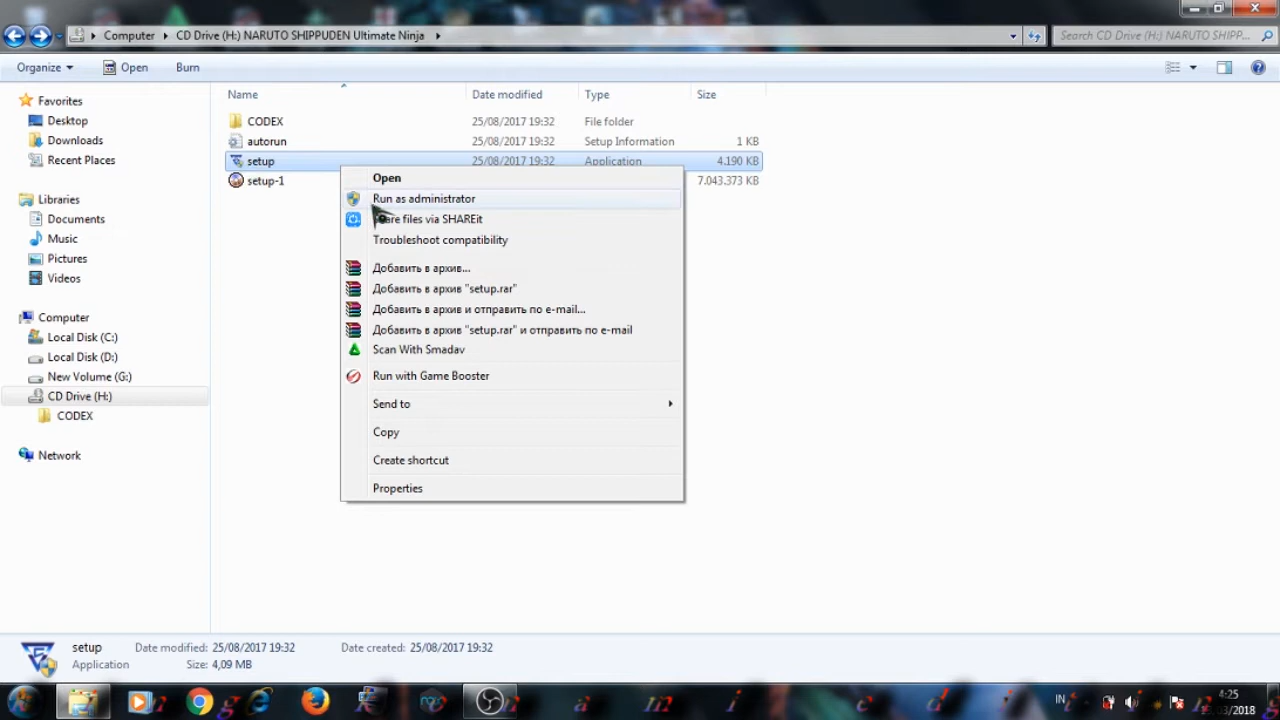 Computer CD Drive (H:) NARUTO SHIPPUDEN Ultimate Ninja
Search CD Drive (H:) NARUTO SHIPP...
Organize Open Burn
Name Date modified Type Size
CODEX 25/08/2017 19:32 File folder
autorun 25/08/2017 19:32 Setup Information 1 KB
setup 25/08/2017 19:32 Application 4.190 KB
setup-1 7.043.373 KB
Favorites
Desktop
Downloads
Recent Places
Libraries
Documents
Music
Pictures
Videos
Computer
Local Disk (C:)
Local Disk (D:)
New Volume (G:)
CD Drive (H:)
CODEX
Network
Open
Run as administrator
files via SHAREit
Troubleshoot compatibility
Добавить в архив...
Добавить в архив "setup.rar"
Добавить в архив и отправить по e-mail...
Добавить в архив "setup.rar" и отправить по e-mail
Scan With Smadav
Run with Game Booster
Send to
Copy
Create shortcut
Properties
setup Date modified: 25/08/2017 19:32 Date created: 25/08/2017 19:32
Application Size: 4,09 MB
IN
4:25
/2018